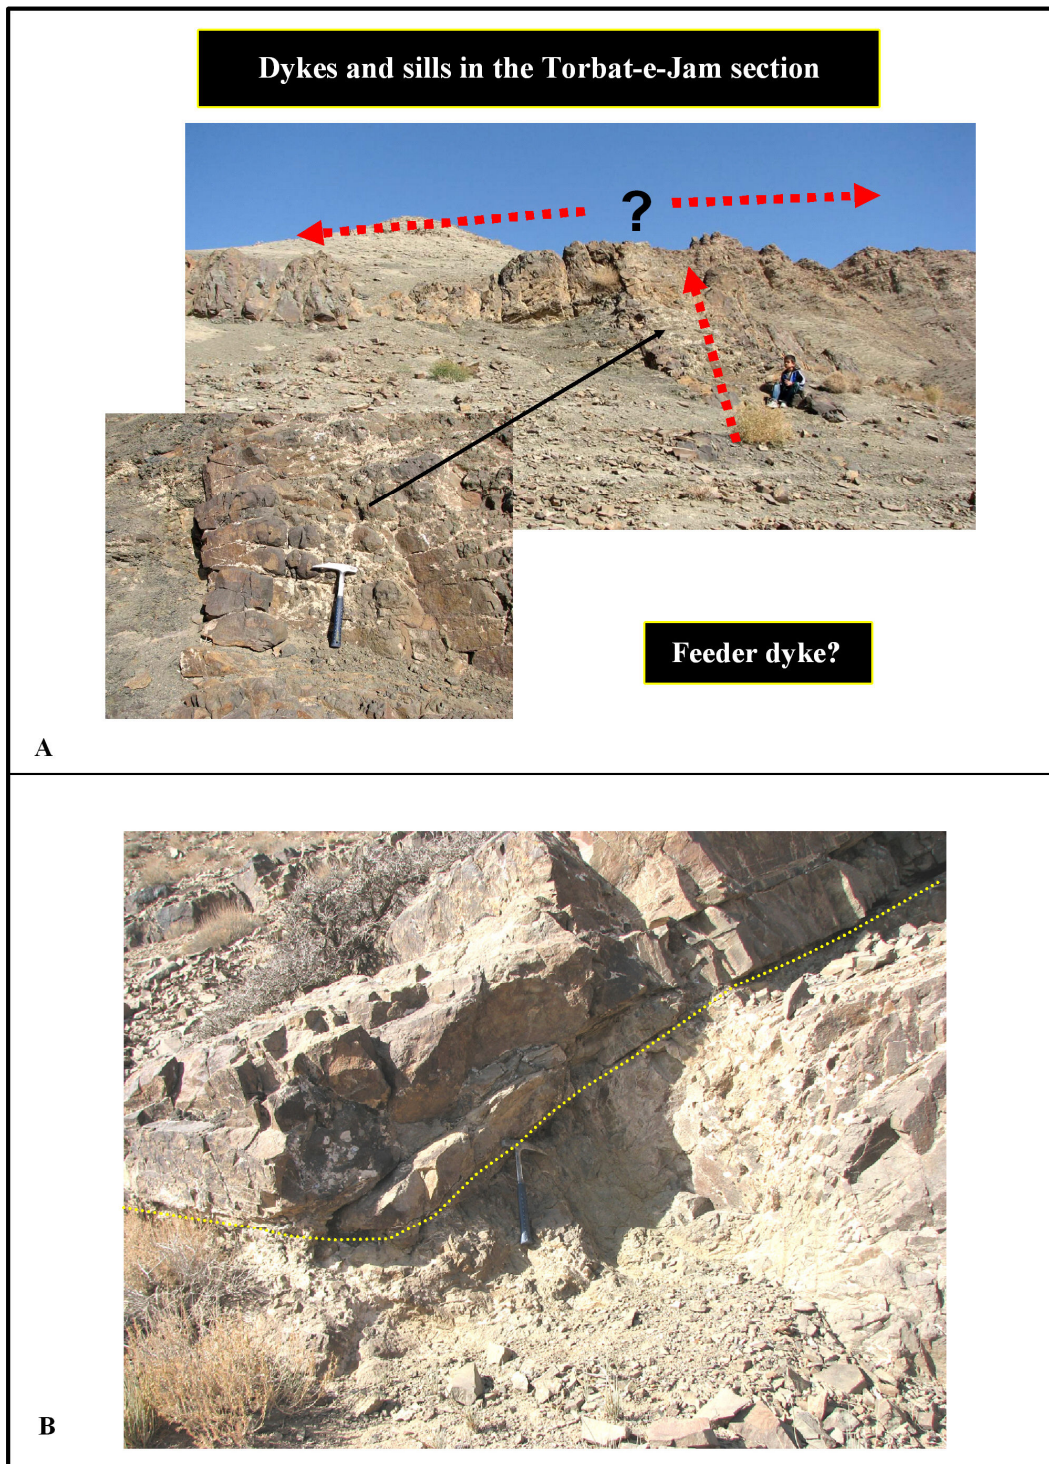 Dykes and sills in the Torbat-e-Jam section
?
Feeder dyke?
A
B